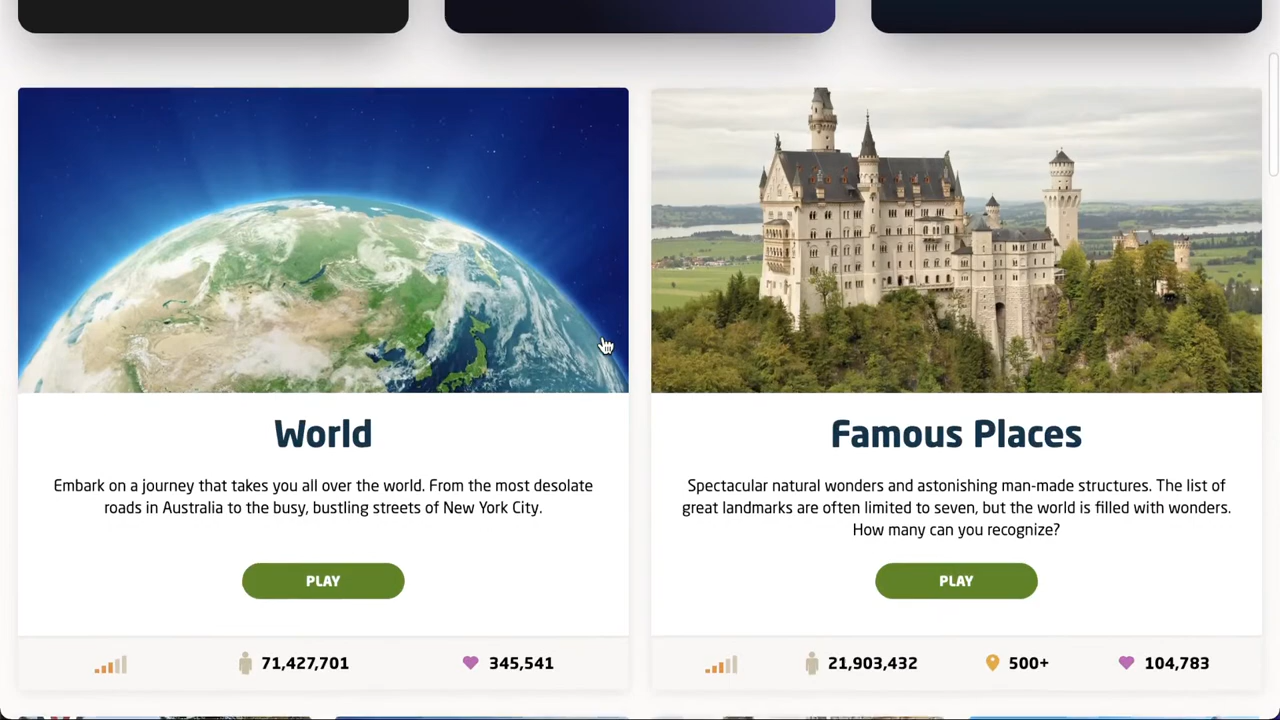 World
Embark on a journey that takes you all over the world. From the most desolate
roads in Australia to the busy, bustling streets of New York City.
PLAY
71,427,701
345,541
Famous Places
Spectacular natural wonders and astonishing man-made structures. The list of
great landmarks are often limited to seven, but the world is filled with wonders.
How many can you recognize?
PLAY
21,903,432
500+
104,783